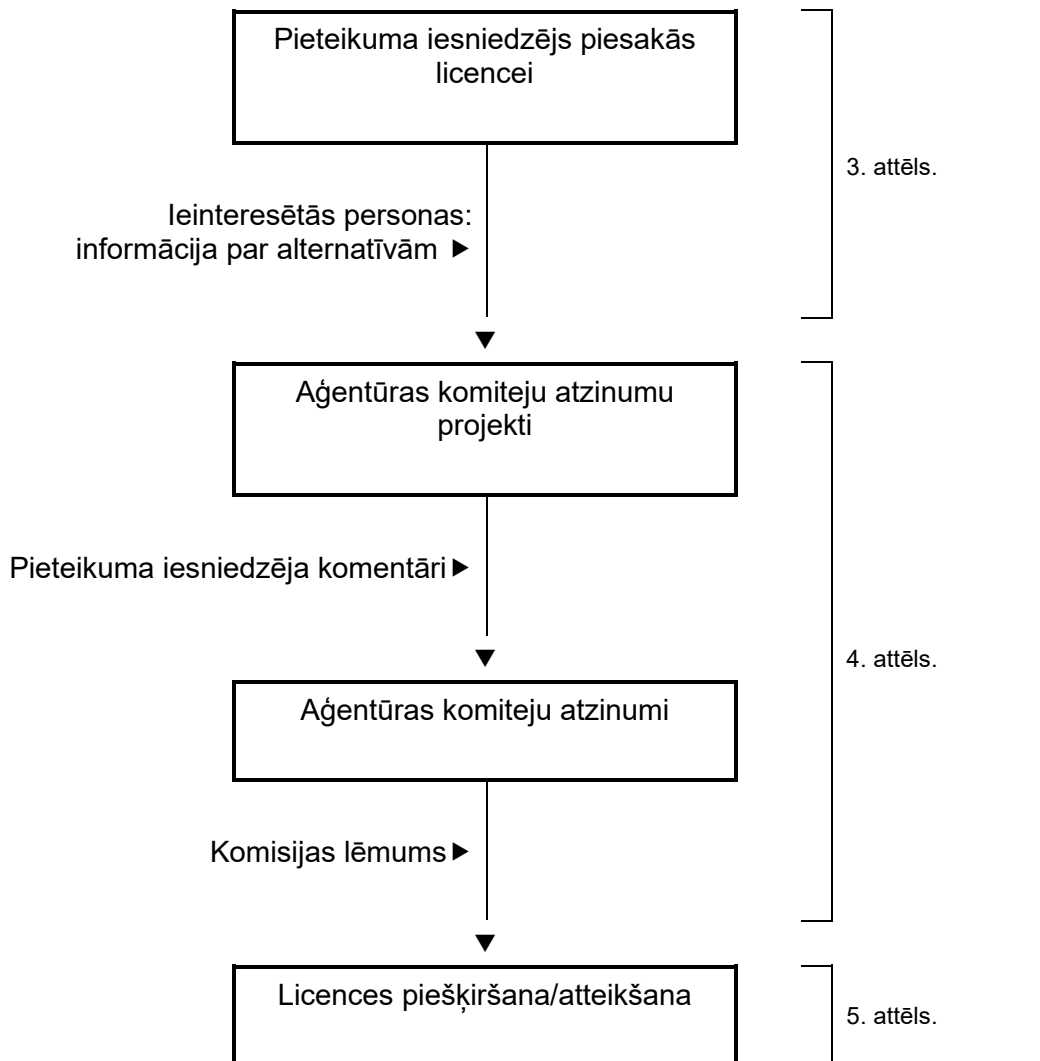 Pieteikuma iesniedzējs piesakās
licencei
3. attēls.
Ieinteresētās personas:
informācija par alternatīvām
Aģentūras komiteju atzinumu
projekti
Pieteikuma iesniedzēja komentāri
4. attēls.
Aģentūras komiteju atzinumi
Komisijas lēmums
Licences piešķiršana/atteikšana
5. attēls.